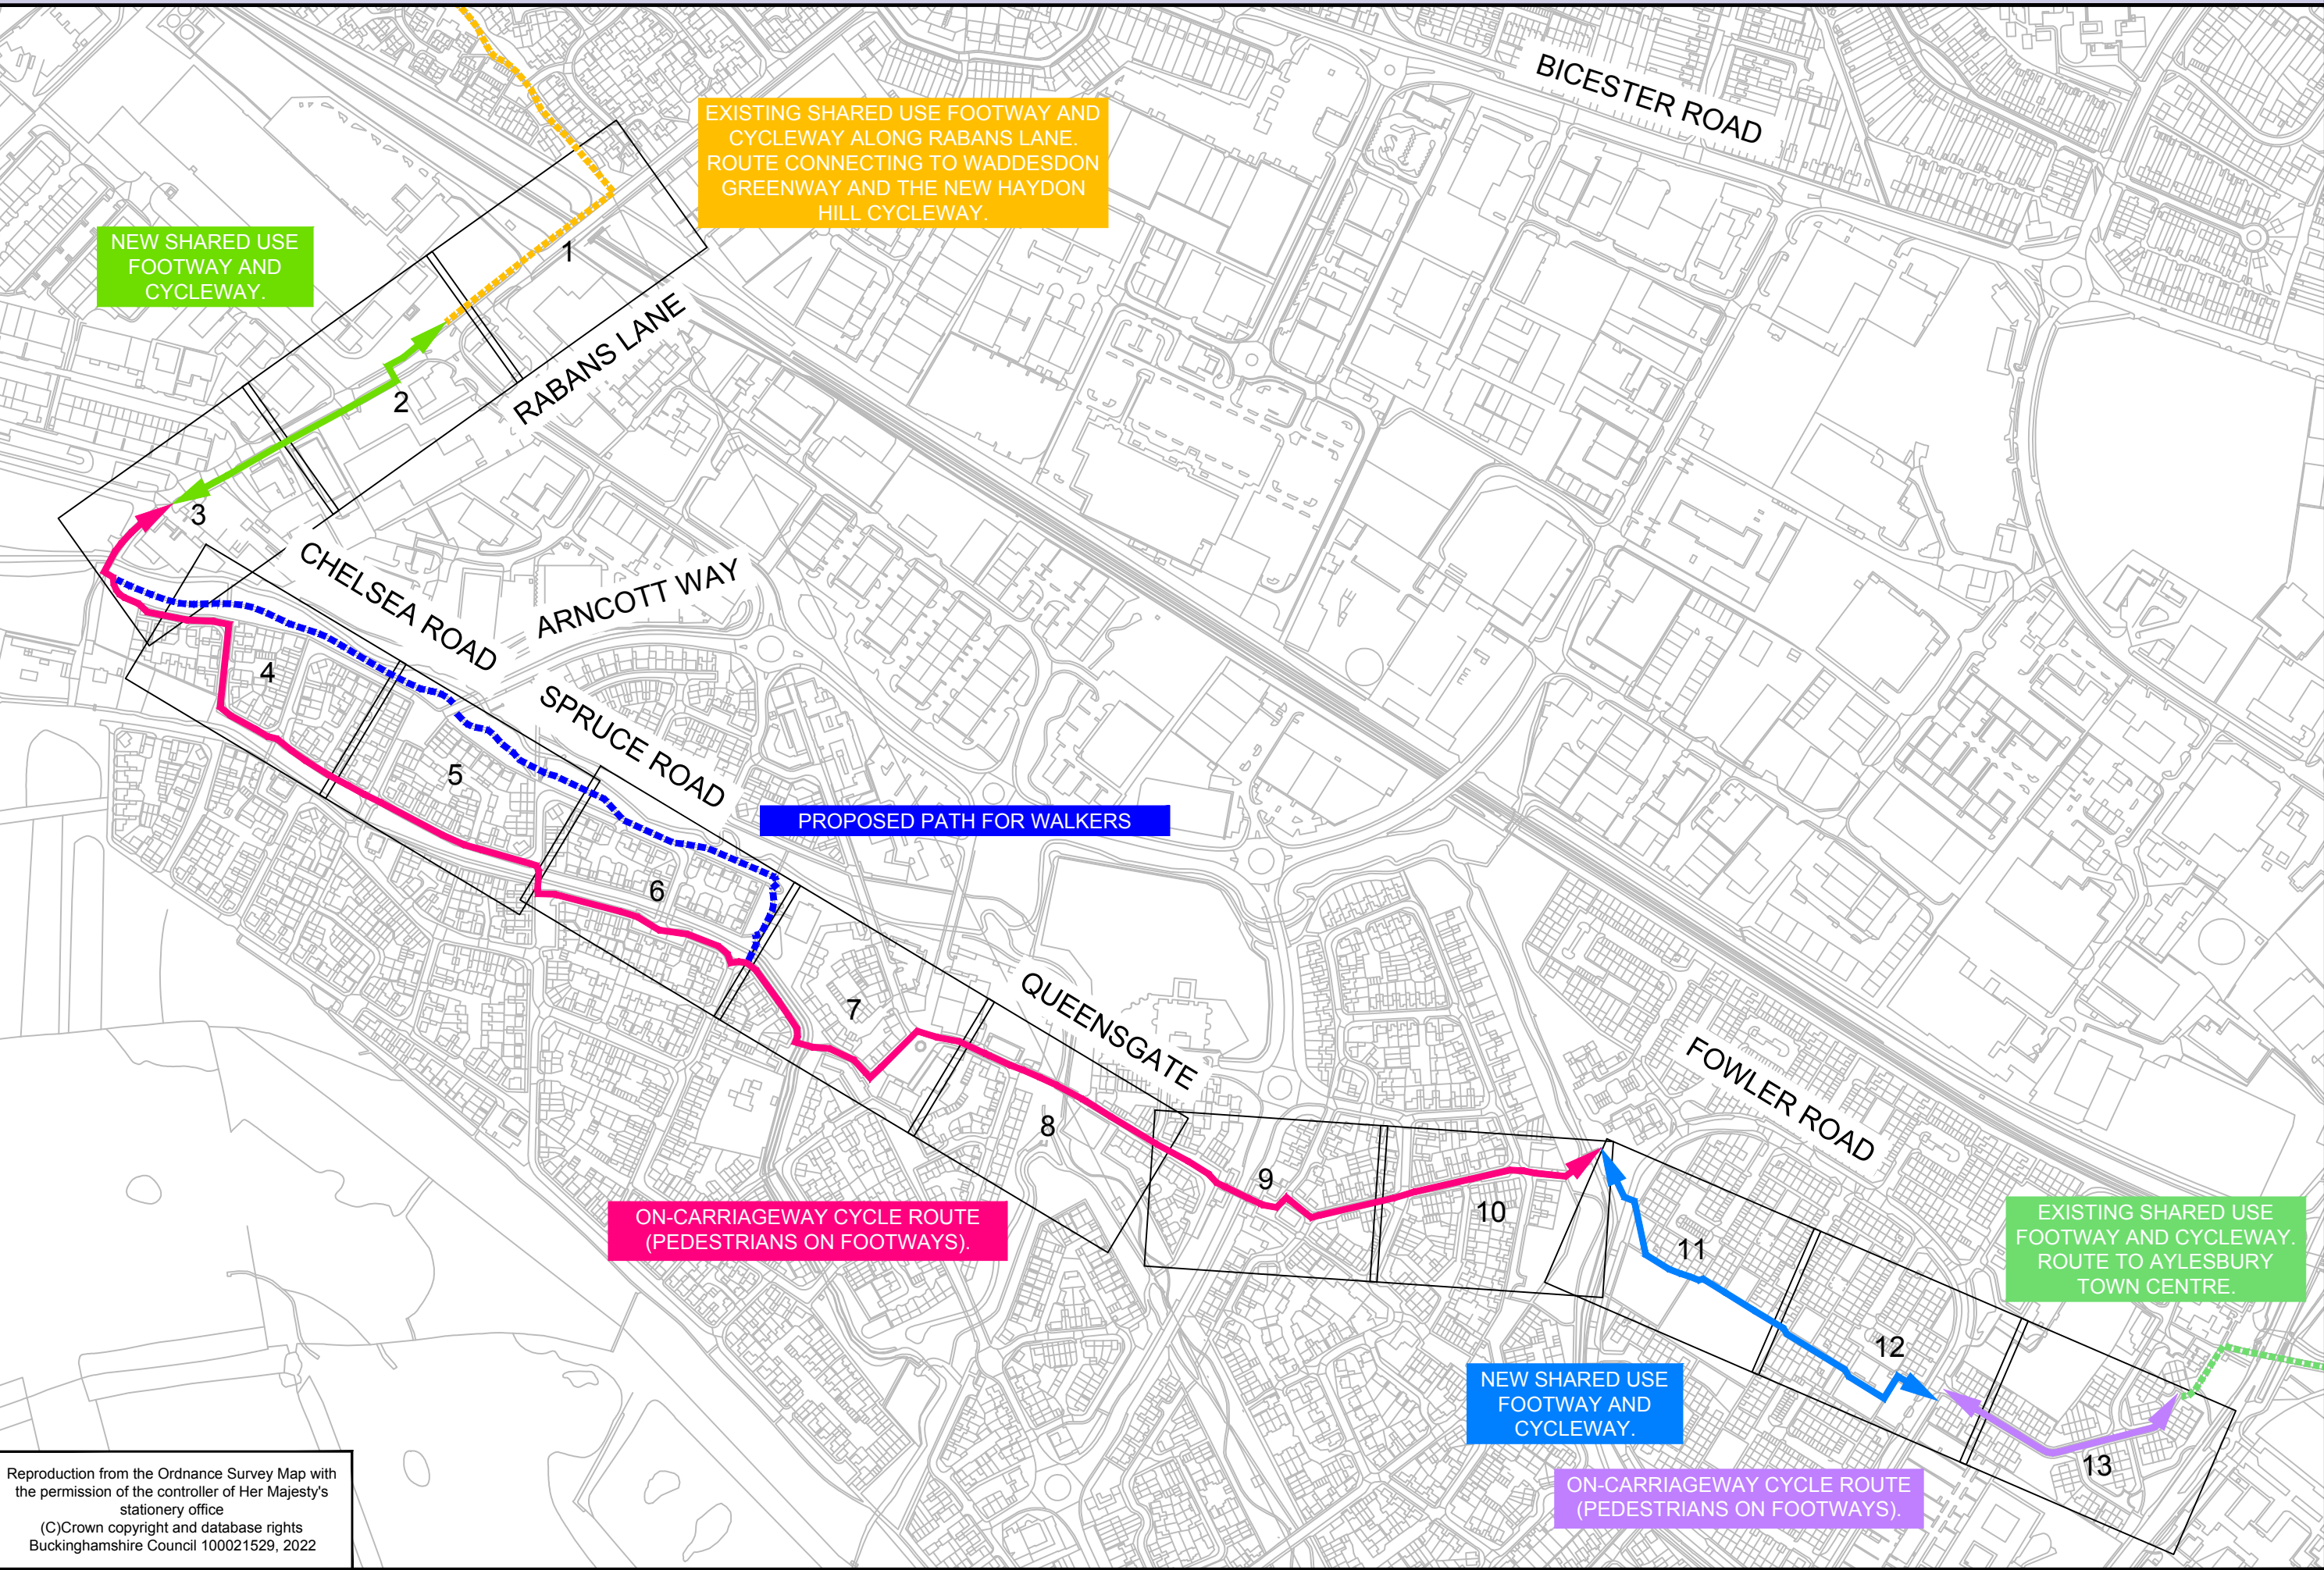 BICESTER ROAD
EXISTING SHARED USE FOOTWAY AND
CYCLEWAY ALONG RABANS LANE.
ROUTE CONNECTING TO WADDESDON
GREENWAY AND THE NEW HAYDON
HILL CYCLEWAY.
NEW SHARED USE
FOOTWAY AND
CYCLEWAY.
1
RABANS LANE
2
3
CHELSEA ROAD
ARNCOTT WAY
4
SPRUCE ROAD
5
PROPOSED PATH FOR WALKERS
6
7
QUEENSGATE
8
FOWLER ROAD
9
10
ON-CARRIAGEWAY CYCLE ROUTE
(PEDESTRIANS ON FOOTWAYS).
11
EXISTING SHARED USE
FOOTWAY AND CYCLEWAY.
ROUTE TO AYLESBURY
TOWN CENTRE.
12
NEW SHARED USE
FOOTWAY AND
CYCLEWAY.
13
ON-CARRIAGEWAY CYCLE ROUTE
(PEDESTRIANS ON FOOTWAYS).
Reproduction from the Ordnance Survey Map with
the permission of the controller of Her Majesty's
stationery office
(C)Crown copyright and database rights
Buckinghamshire Council 100021529, 2022